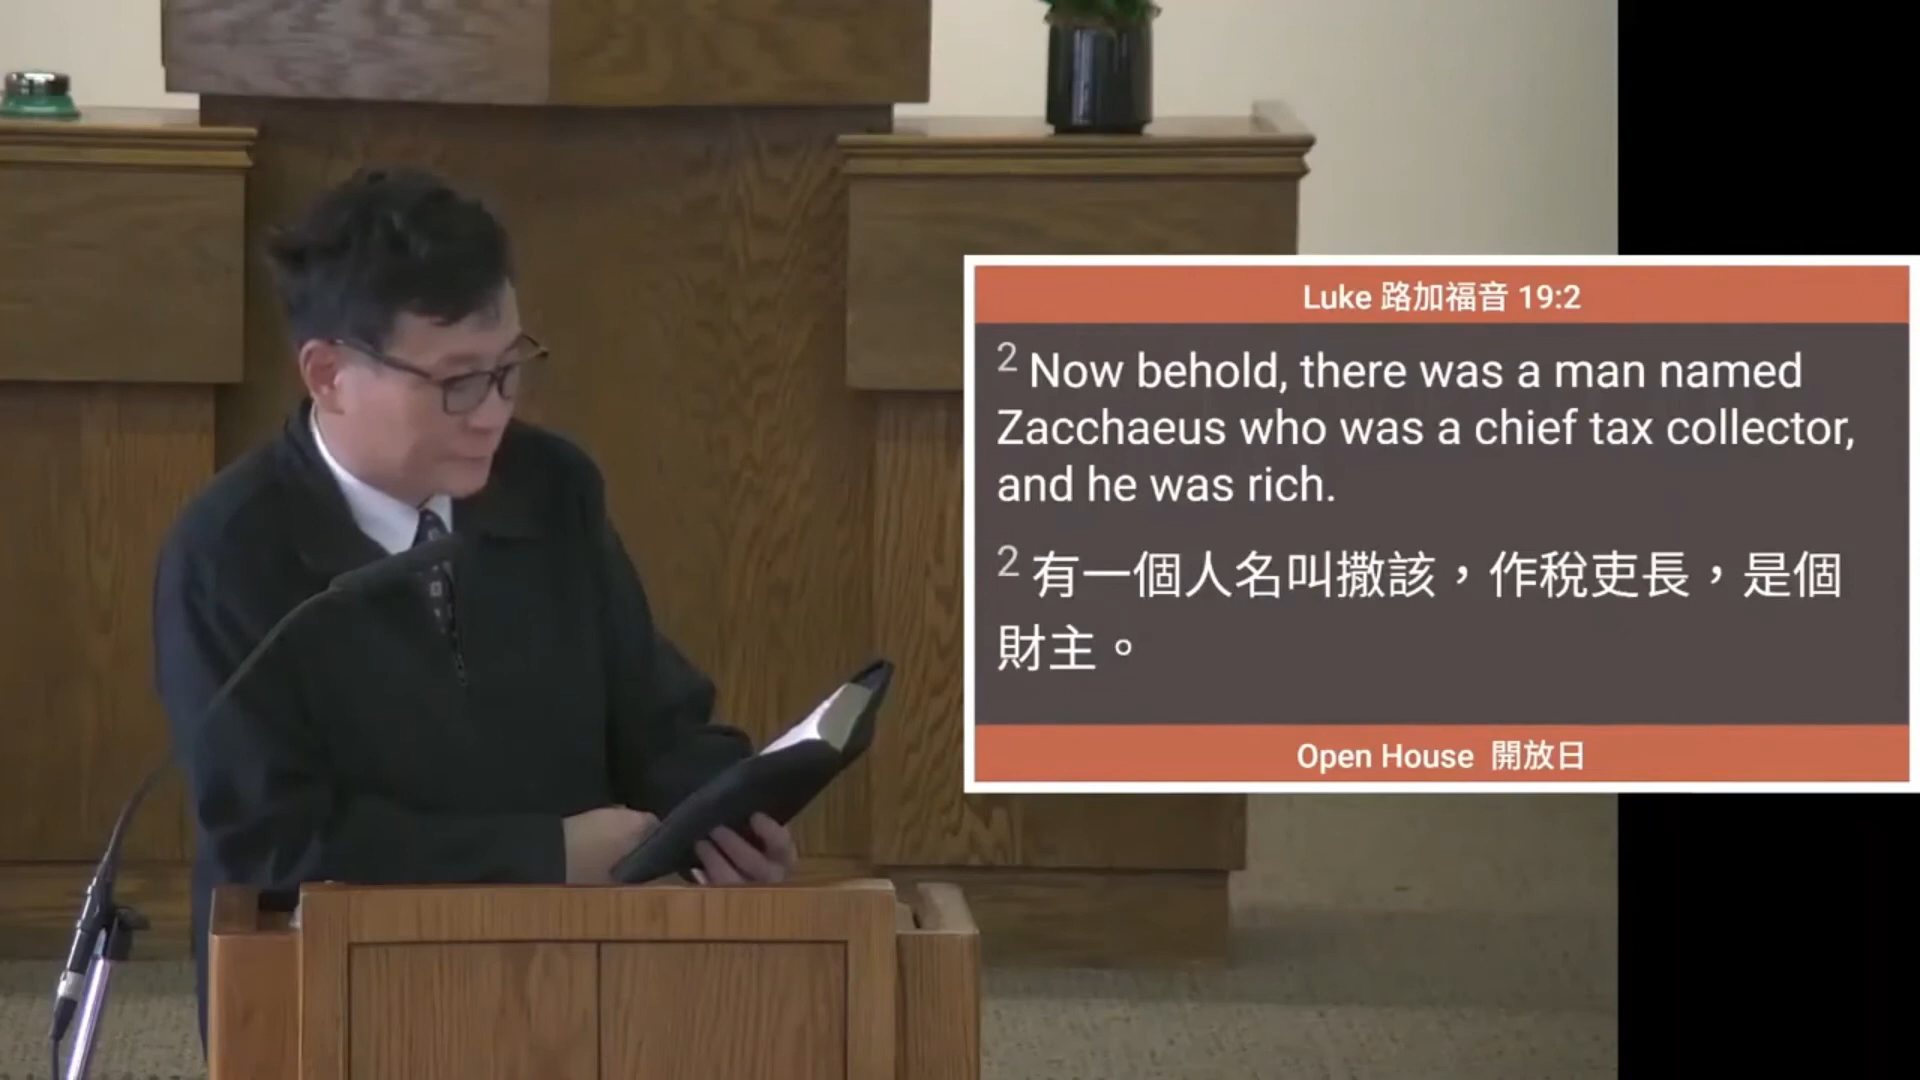 Luke 路加福音 19:2
2 Now behold, there was a man named
Zacchaeus who was a chief tax collector,
and he was rich.
2 有一個人名叫撒該，作稅吏長，是個
財主。
Open House 開放日